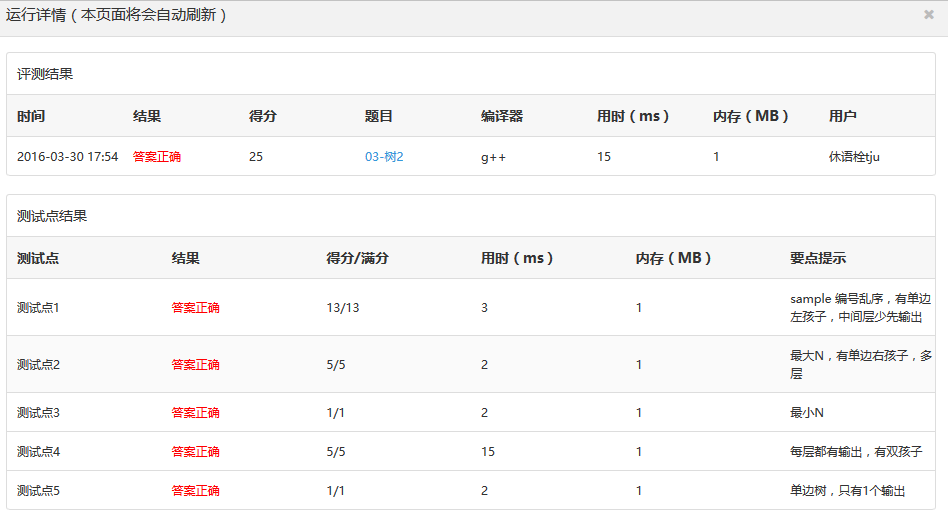 运行详情（本页面将会自动刷新）
评测结果
时间 结果 得分 题目 编译器 用时（ms） 内存（MB） 用户
2016-03-30 17:54 答案正确 25 03-树2 g++ 15 1 休语栓tju
测试点结果
测试点 结果 得分/满分 用时（ms） 内存（MB） 要点提示
测试点1 答案正确 13/13 3 1 sample 编号乱序，有单边
左孩子，中间层少先输出
测试点2 答案正确 5/5 2 1 最大N，有单边右孩子，多
层
测试点3 答案正确 1/1 2 1 最小N
测试点4 答案正确 5/5 15 1 每层都有输出，有双孩子
测试点5 答案正确 1/1 2 1 单边树，只有1个输出